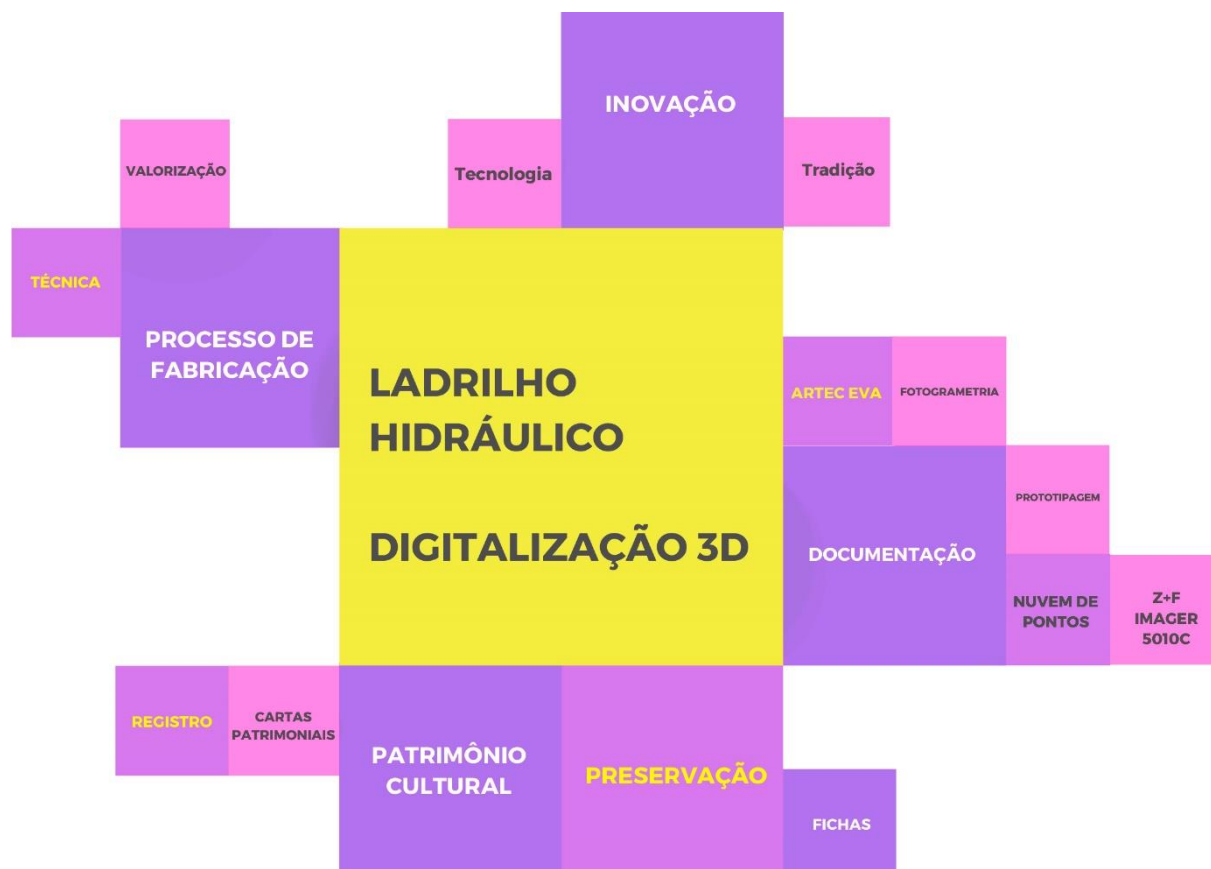 INOVAÇÃO
VALORIZAÇÃO
Tecnologia
Tradição
TÉCNICA
PROCESSO DE
FABRICAÇÃO
LADRILHO
HIDRÁULICO
DIGITALIZAÇÃO 3D
ARTEC EVA
FOTOGRAMETRIA
PROTOTIPAGEM
DOCUMENTAÇÃO
NUVEM DE
PONTOS
Z+F
IMAGER
5010C
REGISTRO
CARTAS
PATRIMONIAIS
PATRIMÔNIO
CULTURAL
PRESERVAÇÃO
FICHAS